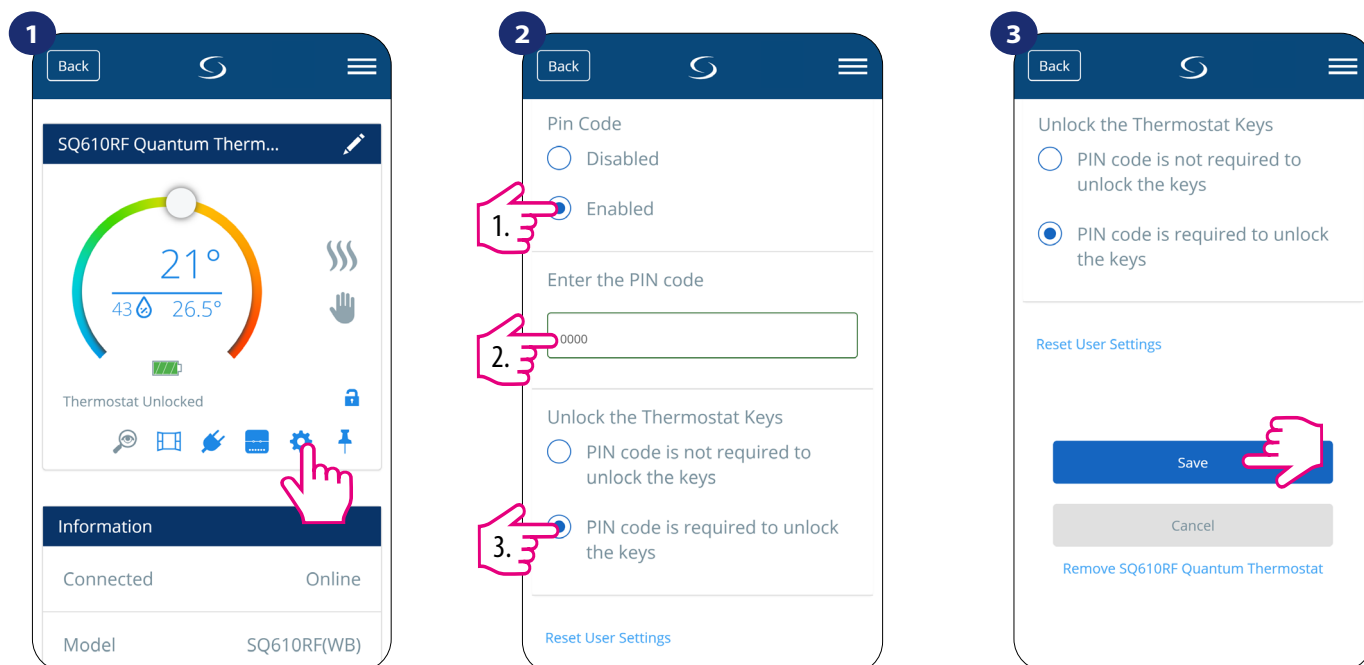 1
Back
SQ610RF Quantum Therm...
21°
43 26.5°
Thermostat Unlocked
Information
Connected Online
Model SQ610RF(WB)
2
Back
Pin Code
Disabled
1. Enabled
Enter the PIN code
2. 0000
Unlock the Thermostat Keys
PIN code is not required to
unlock the keys
3. PIN code is required to unlock
the keys
Reset User Settings
3
Back
Unlock the Thermostat Keys
PIN code is not required to
unlock the keys
PIN code is required to unlock
the keys
Reset User Settings
Save
Cancel
Remove SQ610RF Quantum Thermostat